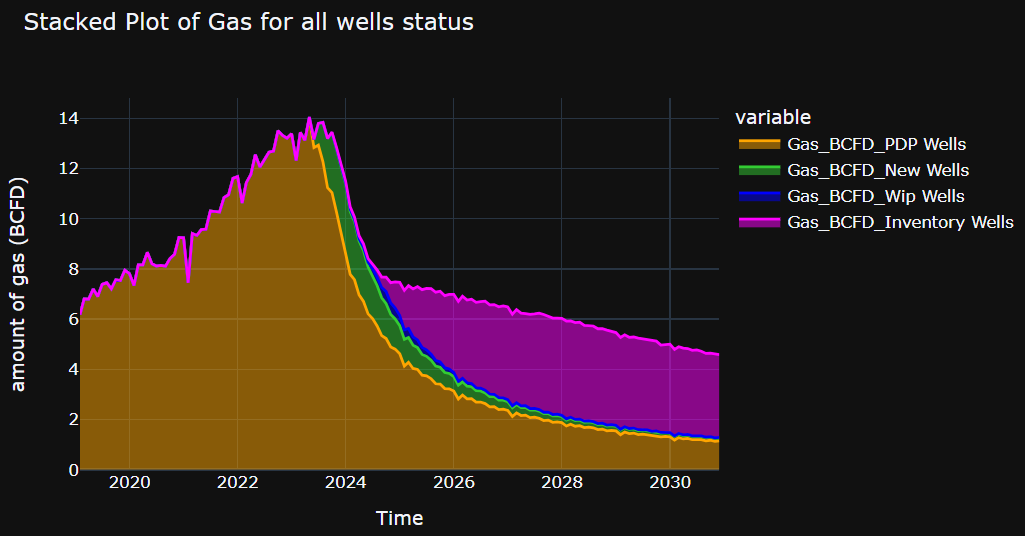 Stacked Plot of Gas for all wells status
variable
Gas_BCFD_PDP Wells
Gas_BCFD_New Wells
Gas_BCFD_Wip Wells
Gas_BCFD_Inventory Wells
amount of gas (BCFD)
14
12
10
8
6
4
2
0
2020 2022 2024 2026 2028 2030
Time